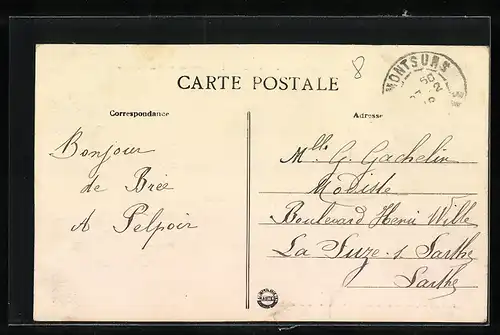 8
MONTSURS
CARTE POSTALE
Correspondance
Adresse
Bonjour
de Brée
A Pelpoir
Mlle G. Gachelin
Modiste
Boulevard Henri Wille
La Suze s. Sarthe
Sarthe